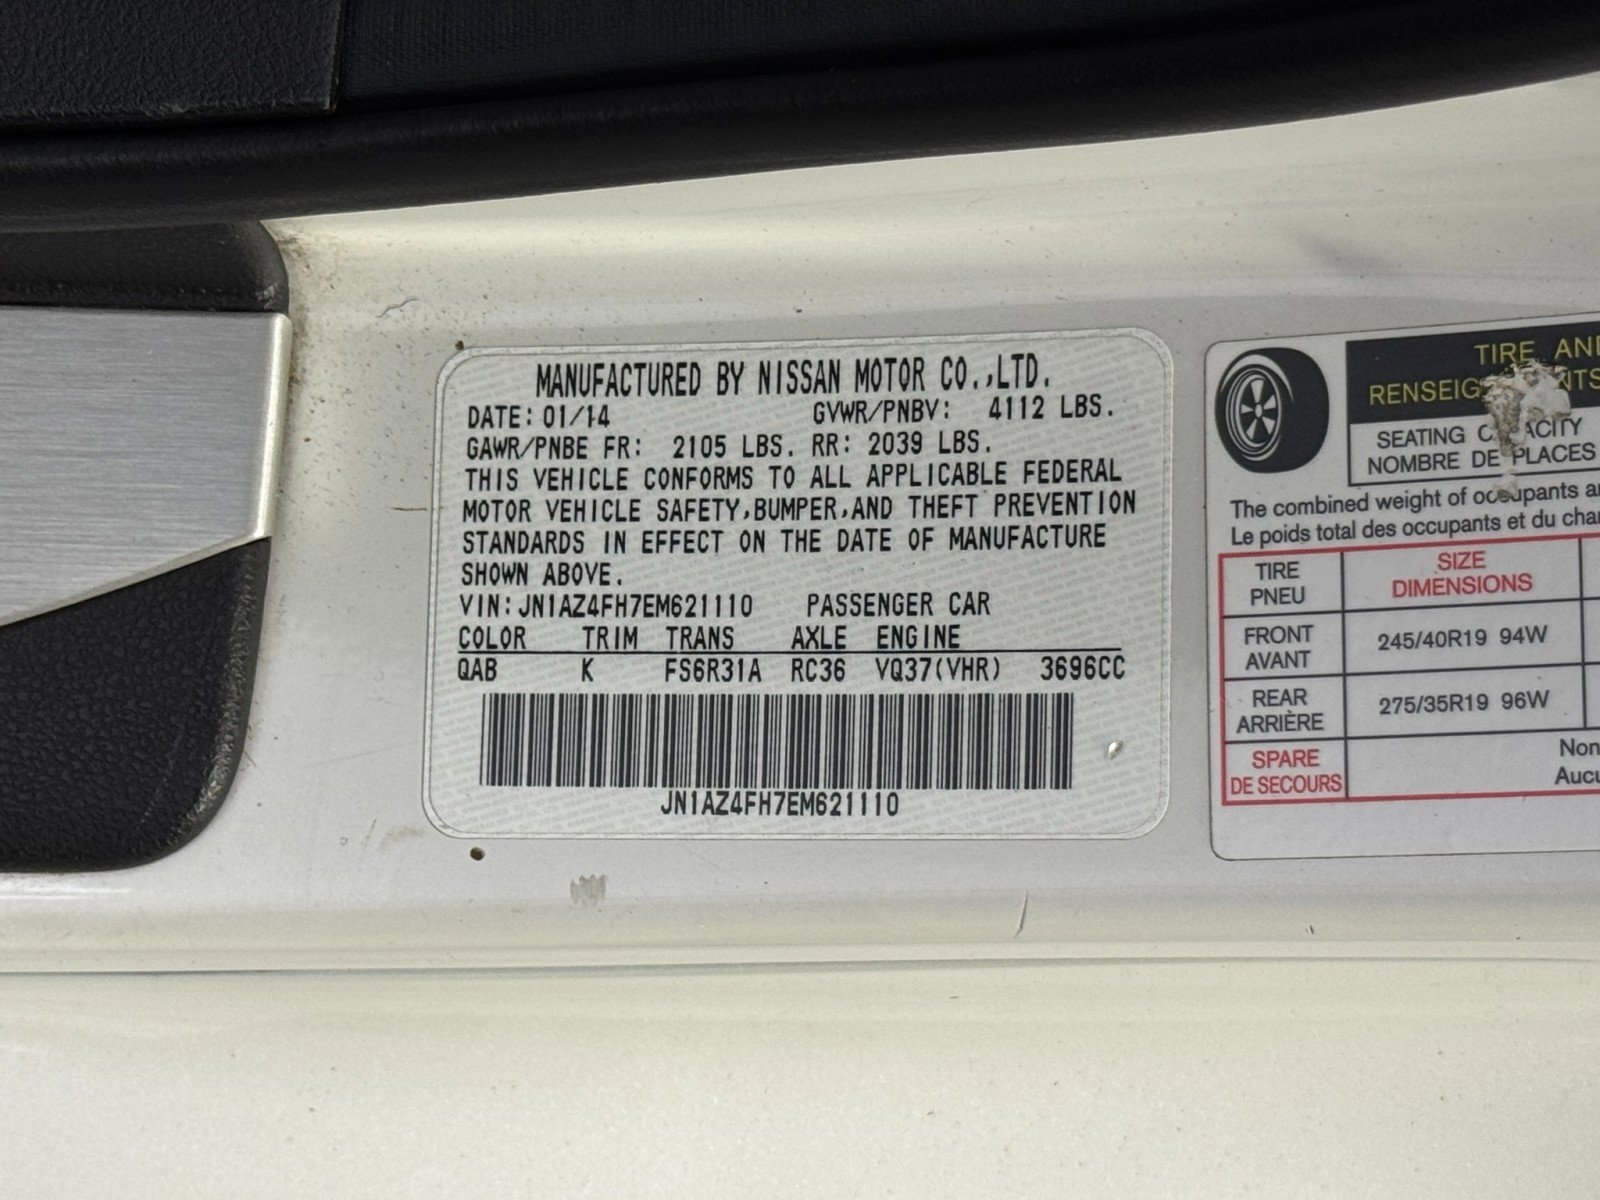 MANUFACTURED BY NISSAN MOTOR CO.,LTD.
DATE: 01/14 GVWR/PNBV: 4112 LBS.
GAWR/PNBE FR: 2105 LBS. RR: 2039 LBS.
THIS VEHICLE CONFORMS TO ALL APPLICABLE FEDERAL
MOTOR VEHICLE SAFETY,BUMPER,AND THEFT PREVENTION
STANDARDS IN EFFECT ON THE DATE OF MANUFACTURE
SHOWN ABOVE.
VIN: JN1AZ4FH7EM621110 PASSENGER CAR
COLOR TRIM TRANS AXLE ENGINE
QAB K FS6R31A RC36 VQ37(VHR) 3696CC
JN1AZ4FH7EM621110
TIRE
SEATING
NOMBRE DE PLACES
The combined weight of occupants
Le poids total des occupants et du
TIRE
PNEU
SIZE
DIMENSIONS
FRONT
AVANT
245/40R19 94W
REAR
ARRIÈRE
275/35R19 96W
SPARE
DE SECOURS